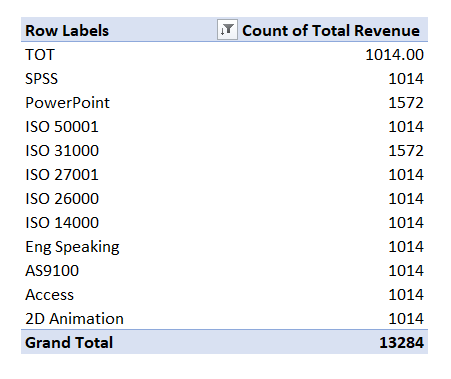 Row Labels Count of Total Revenue
TOT 1014.00
SPSS 1014
PowerPoint 1572
ISO 50001 1014
ISO 31000 1572
ISO 27001 1014
ISO 26000 1014
ISO 14000 1014
Eng Speaking 1014
AS9100 1014
Access 1014
2D Animation 1014
Grand Total 13284